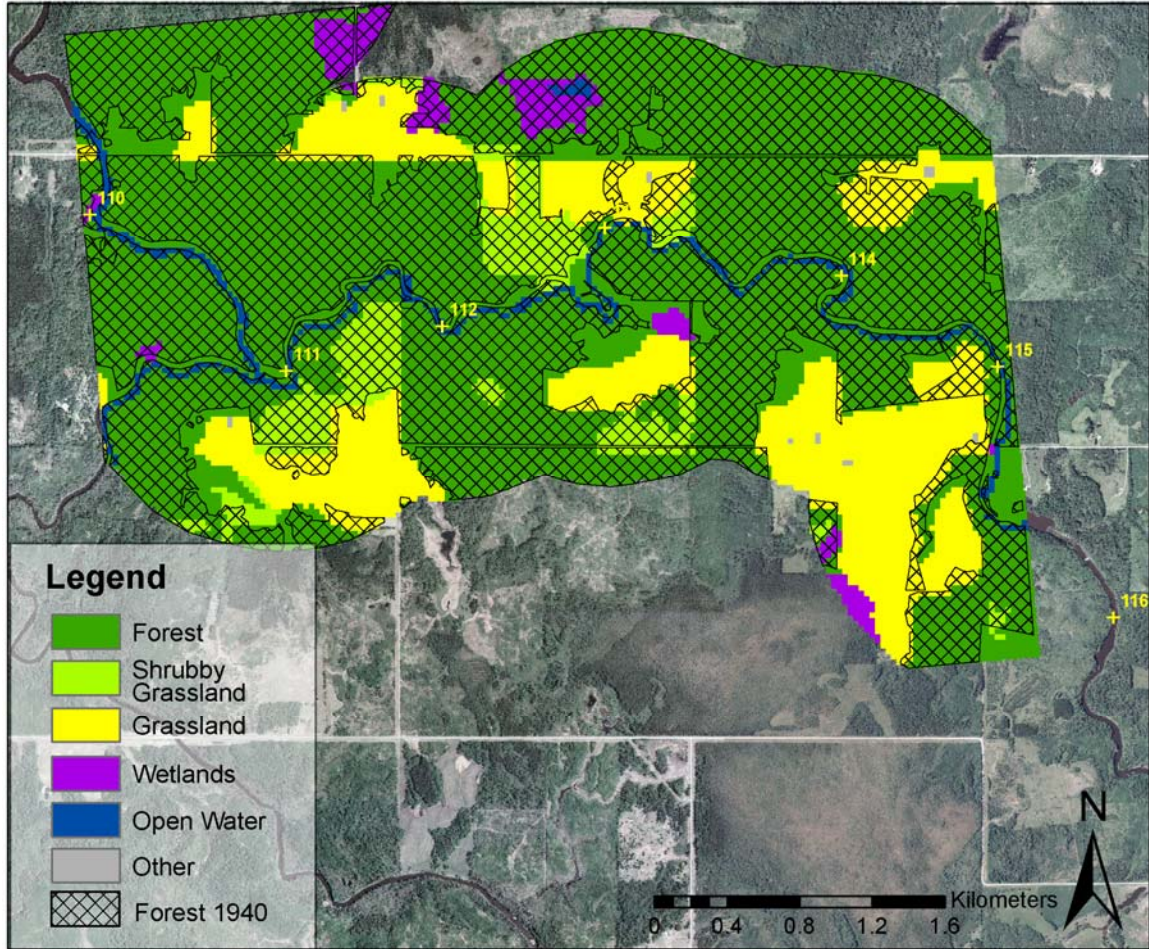 110
114
112
115
111
116
Legend
Forest
Shrubby
Grassland
Grassland
Wetlands
Open Water
Other
Forest 1940
N
Kilometers
0 0.4 0.8 1.2 1.6